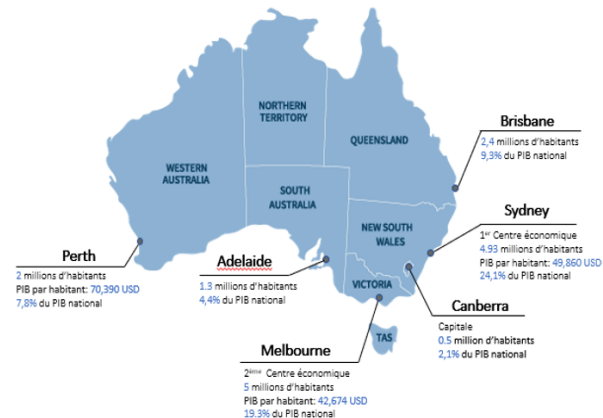 NORTHERN
TERRITORY
QUEENSLAND
WESTERN
AUSTRALIA
SOUTH
AUSTRALIA
NEW SOUTH
WALES
VICTORIA
TAS
Brisbane
2,4 millions d'habitants
9,3% du PIB national
Sydney
1er Centre économique
4.93 millions d'habitants
PIB par habitant: 49,860 USD
24,1% du PIB national
Perth
2 millions d'habitants
PIB par habitant: 70,390 USD
7,8% du PIB national
Adelaide
1.3 millions d'habitants
4,4% du PIB national
Canberra
Capitale
0.5 million d'habitants
2,1% du PIB national
Melbourne
2ème Centre économique
5 millions d'habitants
PIB par habitant: 42,674 USD
19.3% du PIB national